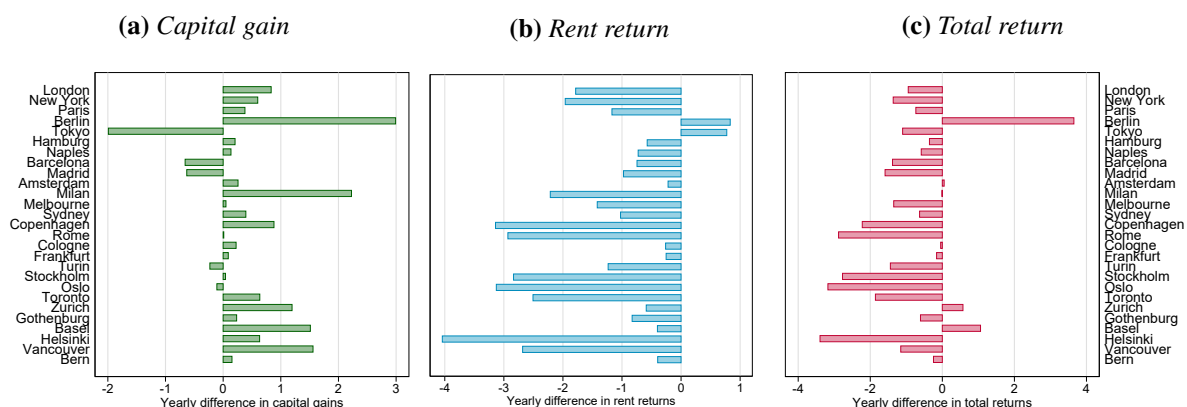 (a) Capital gain
London
New York
Paris
Berlin
Tokyo
Hamburg
Naples
Barcelona
Madrid
Amsterdam
Milan
Melbourne
Sydney
Copenhagen
Rome
Cologne
Frankfurt
Turin
Stockholm
Oslo
Toronto
Zurich
Gothenburg
Basel
Helsinki
Vancouver
Bern
-2 -1 0 1 2 3
Yearly difference in capital gains
(b) Rent return
-4 -3 -2 -1 0 1
Yearly difference in rent returns
(c) Total return
London
New York
Paris
Berlin
Tokyo
Hamburg
Naples
Barcelona
Madrid
Amsterdam
Milan
Melbourne
Sydney
Copenhagen
Rome
Cologne
Frankfurt
Turin
Stockholm
Oslo
Toronto
Zurich
Gothenburg
Basel
Helsinki
Vancouver
Bern
-4 -2 0 2 4
Yearly difference in total returns